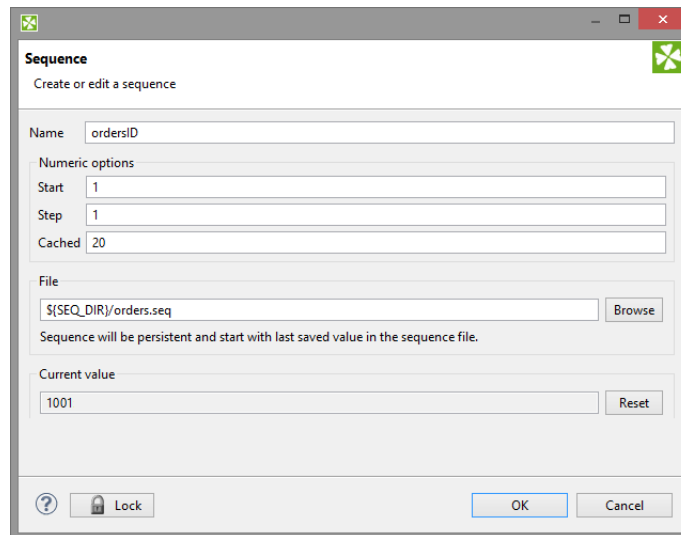 Sequence
Create or edit a sequence
Name ordersID
Numeric options
Start 1
Step 1
Cached 20
File
${SEQ_DIR}/orders.seq Browse
Sequence will be persistent and start with last saved value in the sequence file.
Current value
1001 Reset
? Lock OK Cancel